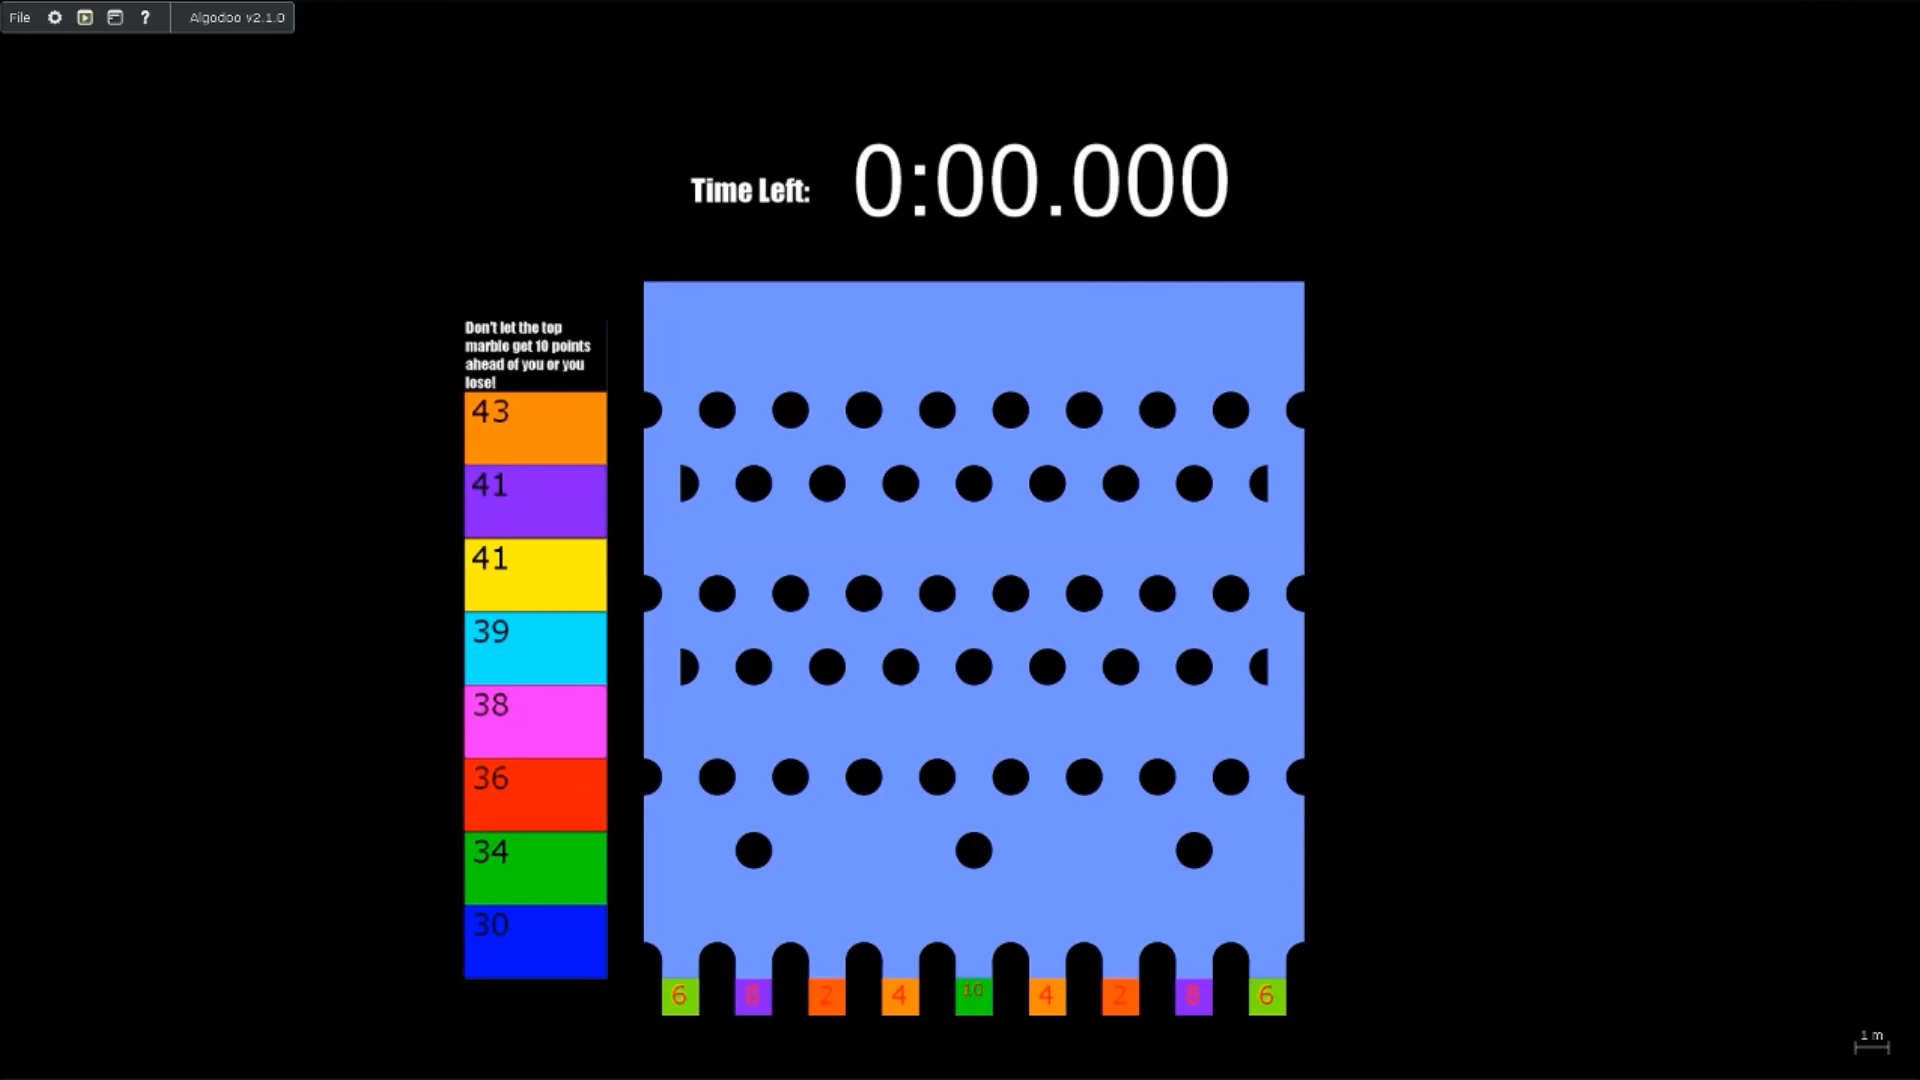 File ? Algodoo v2.1.0
Time Left: 0:00.000
Don't let the top
marble get 10 points
ahead of you or you
lose!
43
41
41
39
38
36
34
30
6 8 2 4 10 4 2 8 6
1 m